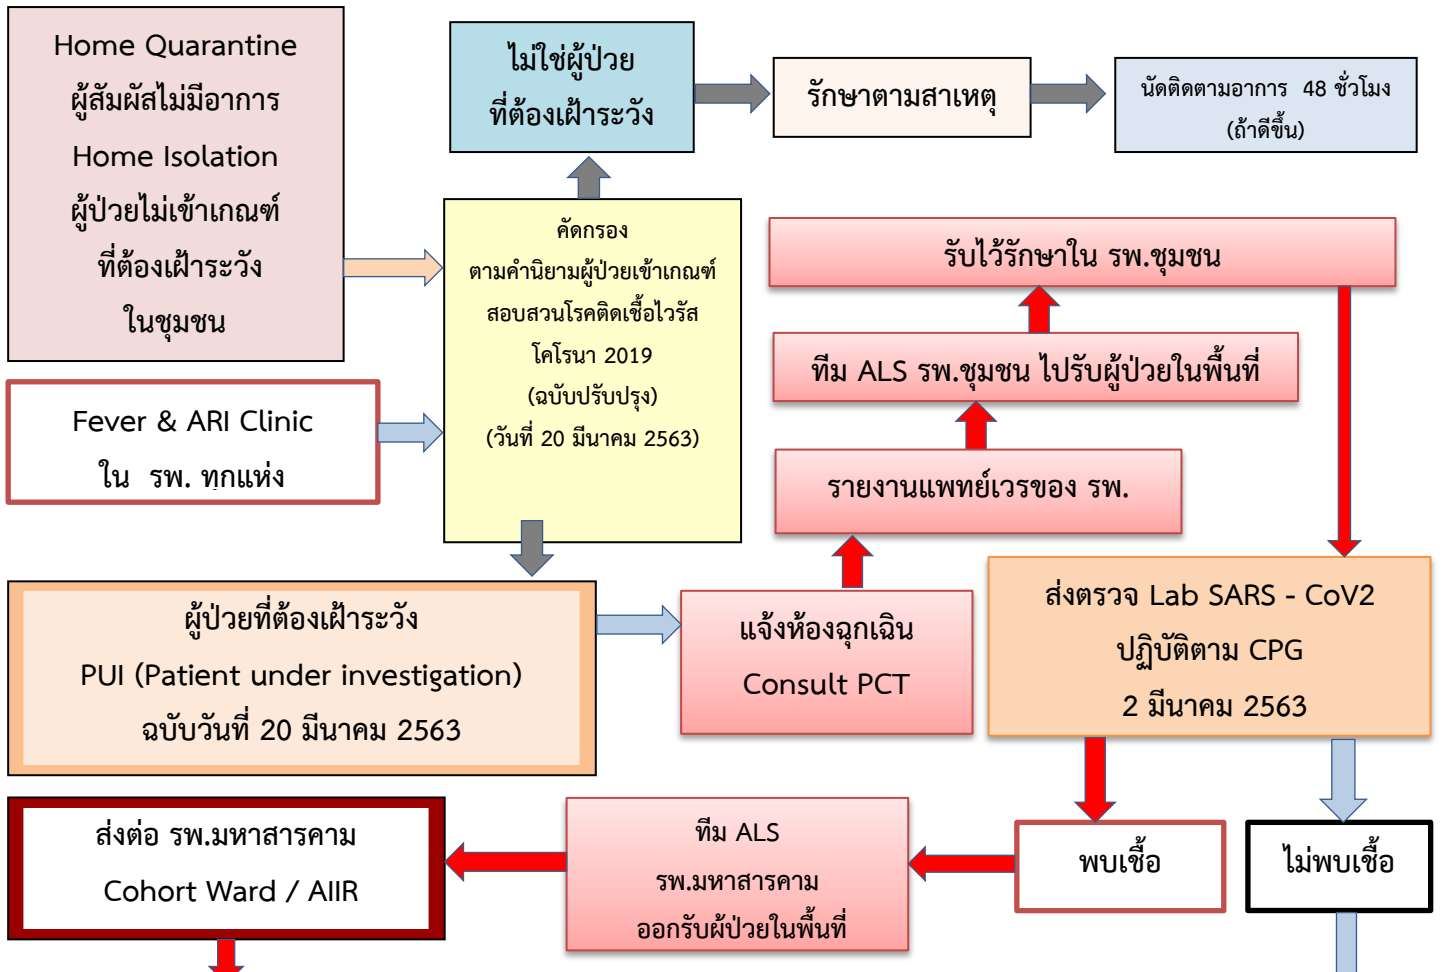 Home Quarantine
ผู้สัมผัสไม่มีอาการ
Home Isolation
ผู้ป่วยไม่เข้าเกณฑ์
ที่ต้องเฝ้าระวัง
ในชุมชน
ไม่ใช่ผู้ป่วย
ที่ต้องเฝ้าระวัง
รักษาตามสาเหตุ
นัดติดตามอาการ 48 ชั่วโมง
(ถ้าดีขึ้น)
คัดกรอง
ตามคำนิยามผู้ป่วยเข้าเกณฑ์
สอบสวนโรคติดเชื้อไวรัส
โคโรนา 2019
(ฉบับปรับปรุง)
(วันที่ 20 มีนาคม 2563)
Fever & ARI Clinic
ใน รพ. ทุกแห่ง
รับไว้รักษาใน รพ.ชุมชน
ทีม ALS รพ.ชุมชน ไปรับผู้ป่วยในพื้นที่
รายงานแพทย์เวรของ รพ.
ผู้ป่วยที่ต้องเฝ้าระวัง
PUI (Patient under investigation)
ฉบับวันที่ 20 มีนาคม 2563
แจ้งห้องฉุกเฉิน
Consult PCT
ส่งตรวจ Lab SARS - CoV2
ปฏิบัติตาม CPG
2 มีนาคม 2563
ส่งต่อ รพ.มหาสารคาม
Cohort Ward / AIIR
ทีม ALS
รพ.มหาสารคาม
ออกรับผู้ป่วยในพื้นที่
พบเชื้อ
ไม่พบเชื้อ